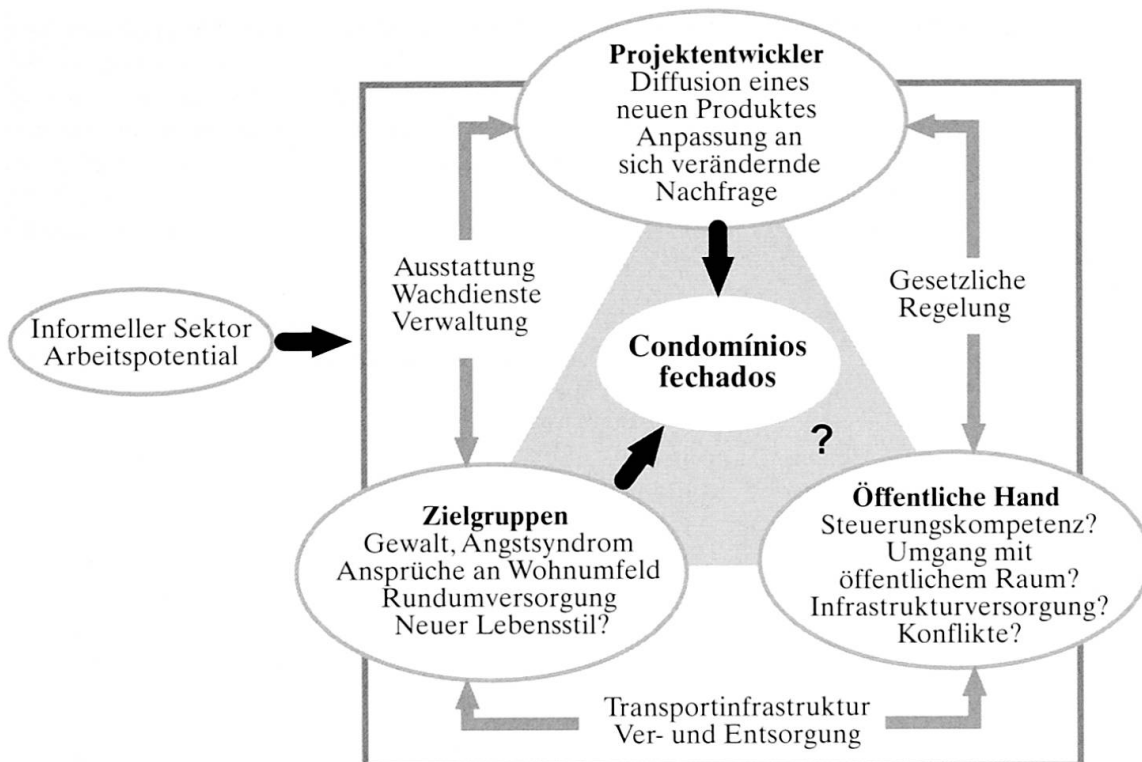 Projektentwickler
Diffusion eines
neuen Produktes
Anpassung an
sich verändernde
Nachfrage
Ausstattung
Wachdienste
Verwaltung
Gesetzliche
Regelung
Informeller Sektor
Arbeitspotential
Condomínios
fechados
?
Zielgruppen
Gewalt, Angstsyndrom
Ansprüche an Wohnumfeld
Rundumversorgung
Neuer Lebensstil?
Öffentliche Hand
Steuerungskompetenz?
Umgang mit
öffentlichem Raum?
Infrastrukturversorgung?
Konflikte?
Transportinfrastruktur
Ver- und Entsorgung